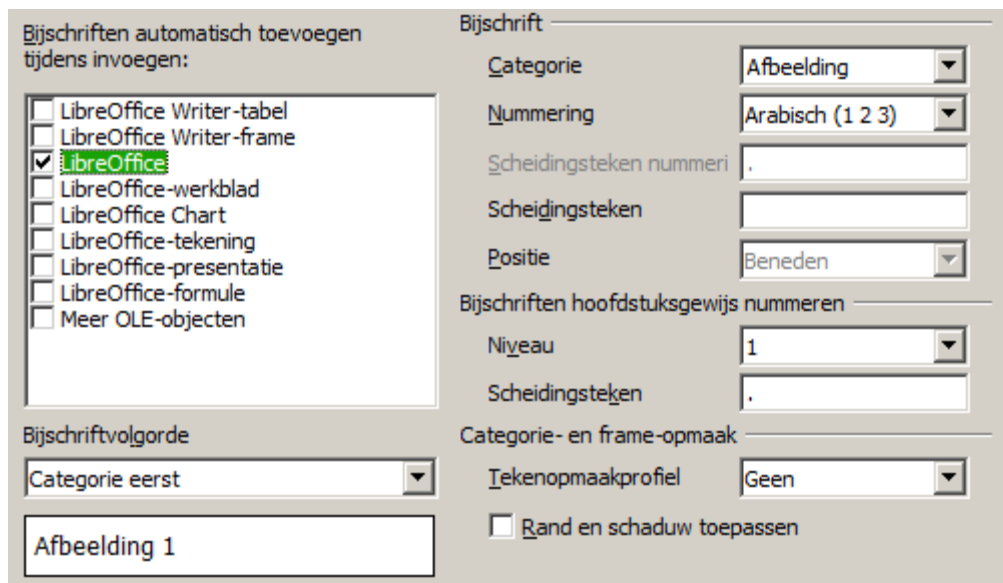 Bijschriften automatisch toevoegen
tijdens invoegen:
LibreOffice Writer-tabel
LibreOffice Writer-frame
LibreOffice
LibreOffice-werkblad
LibreOffice Chart
LibreOffice-tekening
LibreOffice-presentatie
LibreOffice-formule
Meer OLE-objecten
Bijschriftvolgorde
Categorie eerst
Afbeelding 1
Bijschrift
Categorie Afbeelding
Nummering Arabisch (1 2 3)
Scheidingsteken nummeri .
Scheidingsteken
Positie Beneden
Bijschriften hoofdstuksgewijs nummeren
Niveau 1
Scheidingsteken .
Categorie- en frame-opmaak
Tekenopmaakprofiel Geen
Rand en schaduw toepassen